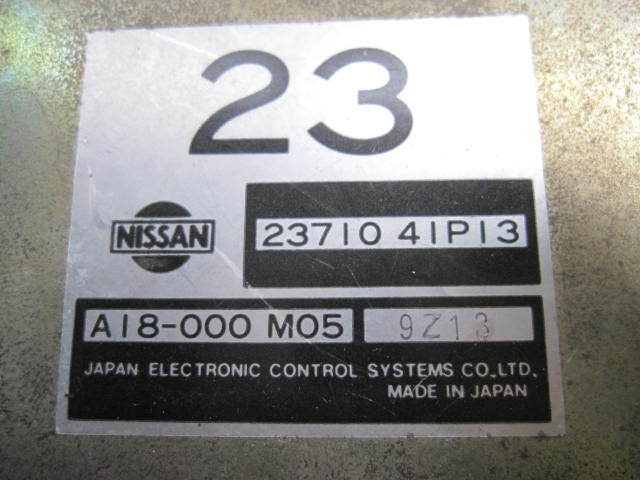 23
NISSAN
23710 41P13
A18-000 M05
9Z13
JAPAN ELECTRONIC CONTROL SYSTEMS CO.,LTD.
MADE IN JAPAN